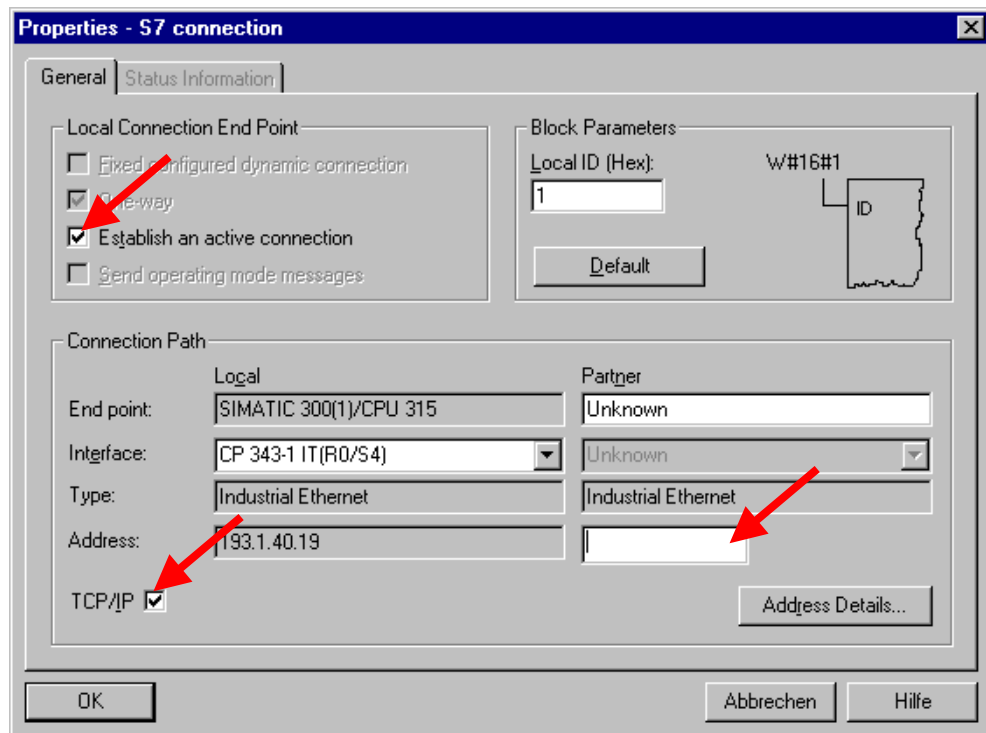 Properties - S7 connection
General Status Information
Local Connection End Point
Fixed configured dynamic connection
One-way
Establish an active connection
Send operating mode messages
Block Parameters
Local ID (Hex):
1
W#16#1
ID
Default
Connection Path
Local Partner
End point: SIMATIC 300(1)/CPU 315 Unknown
Interface: CP 343-1 IT(R0/S4) Unknown
Type: Industrial Ethernet Industrial Ethernet
Address: 193.1.40.19
TCP/IP
Address Details...
OK Abbrechen Hilfe